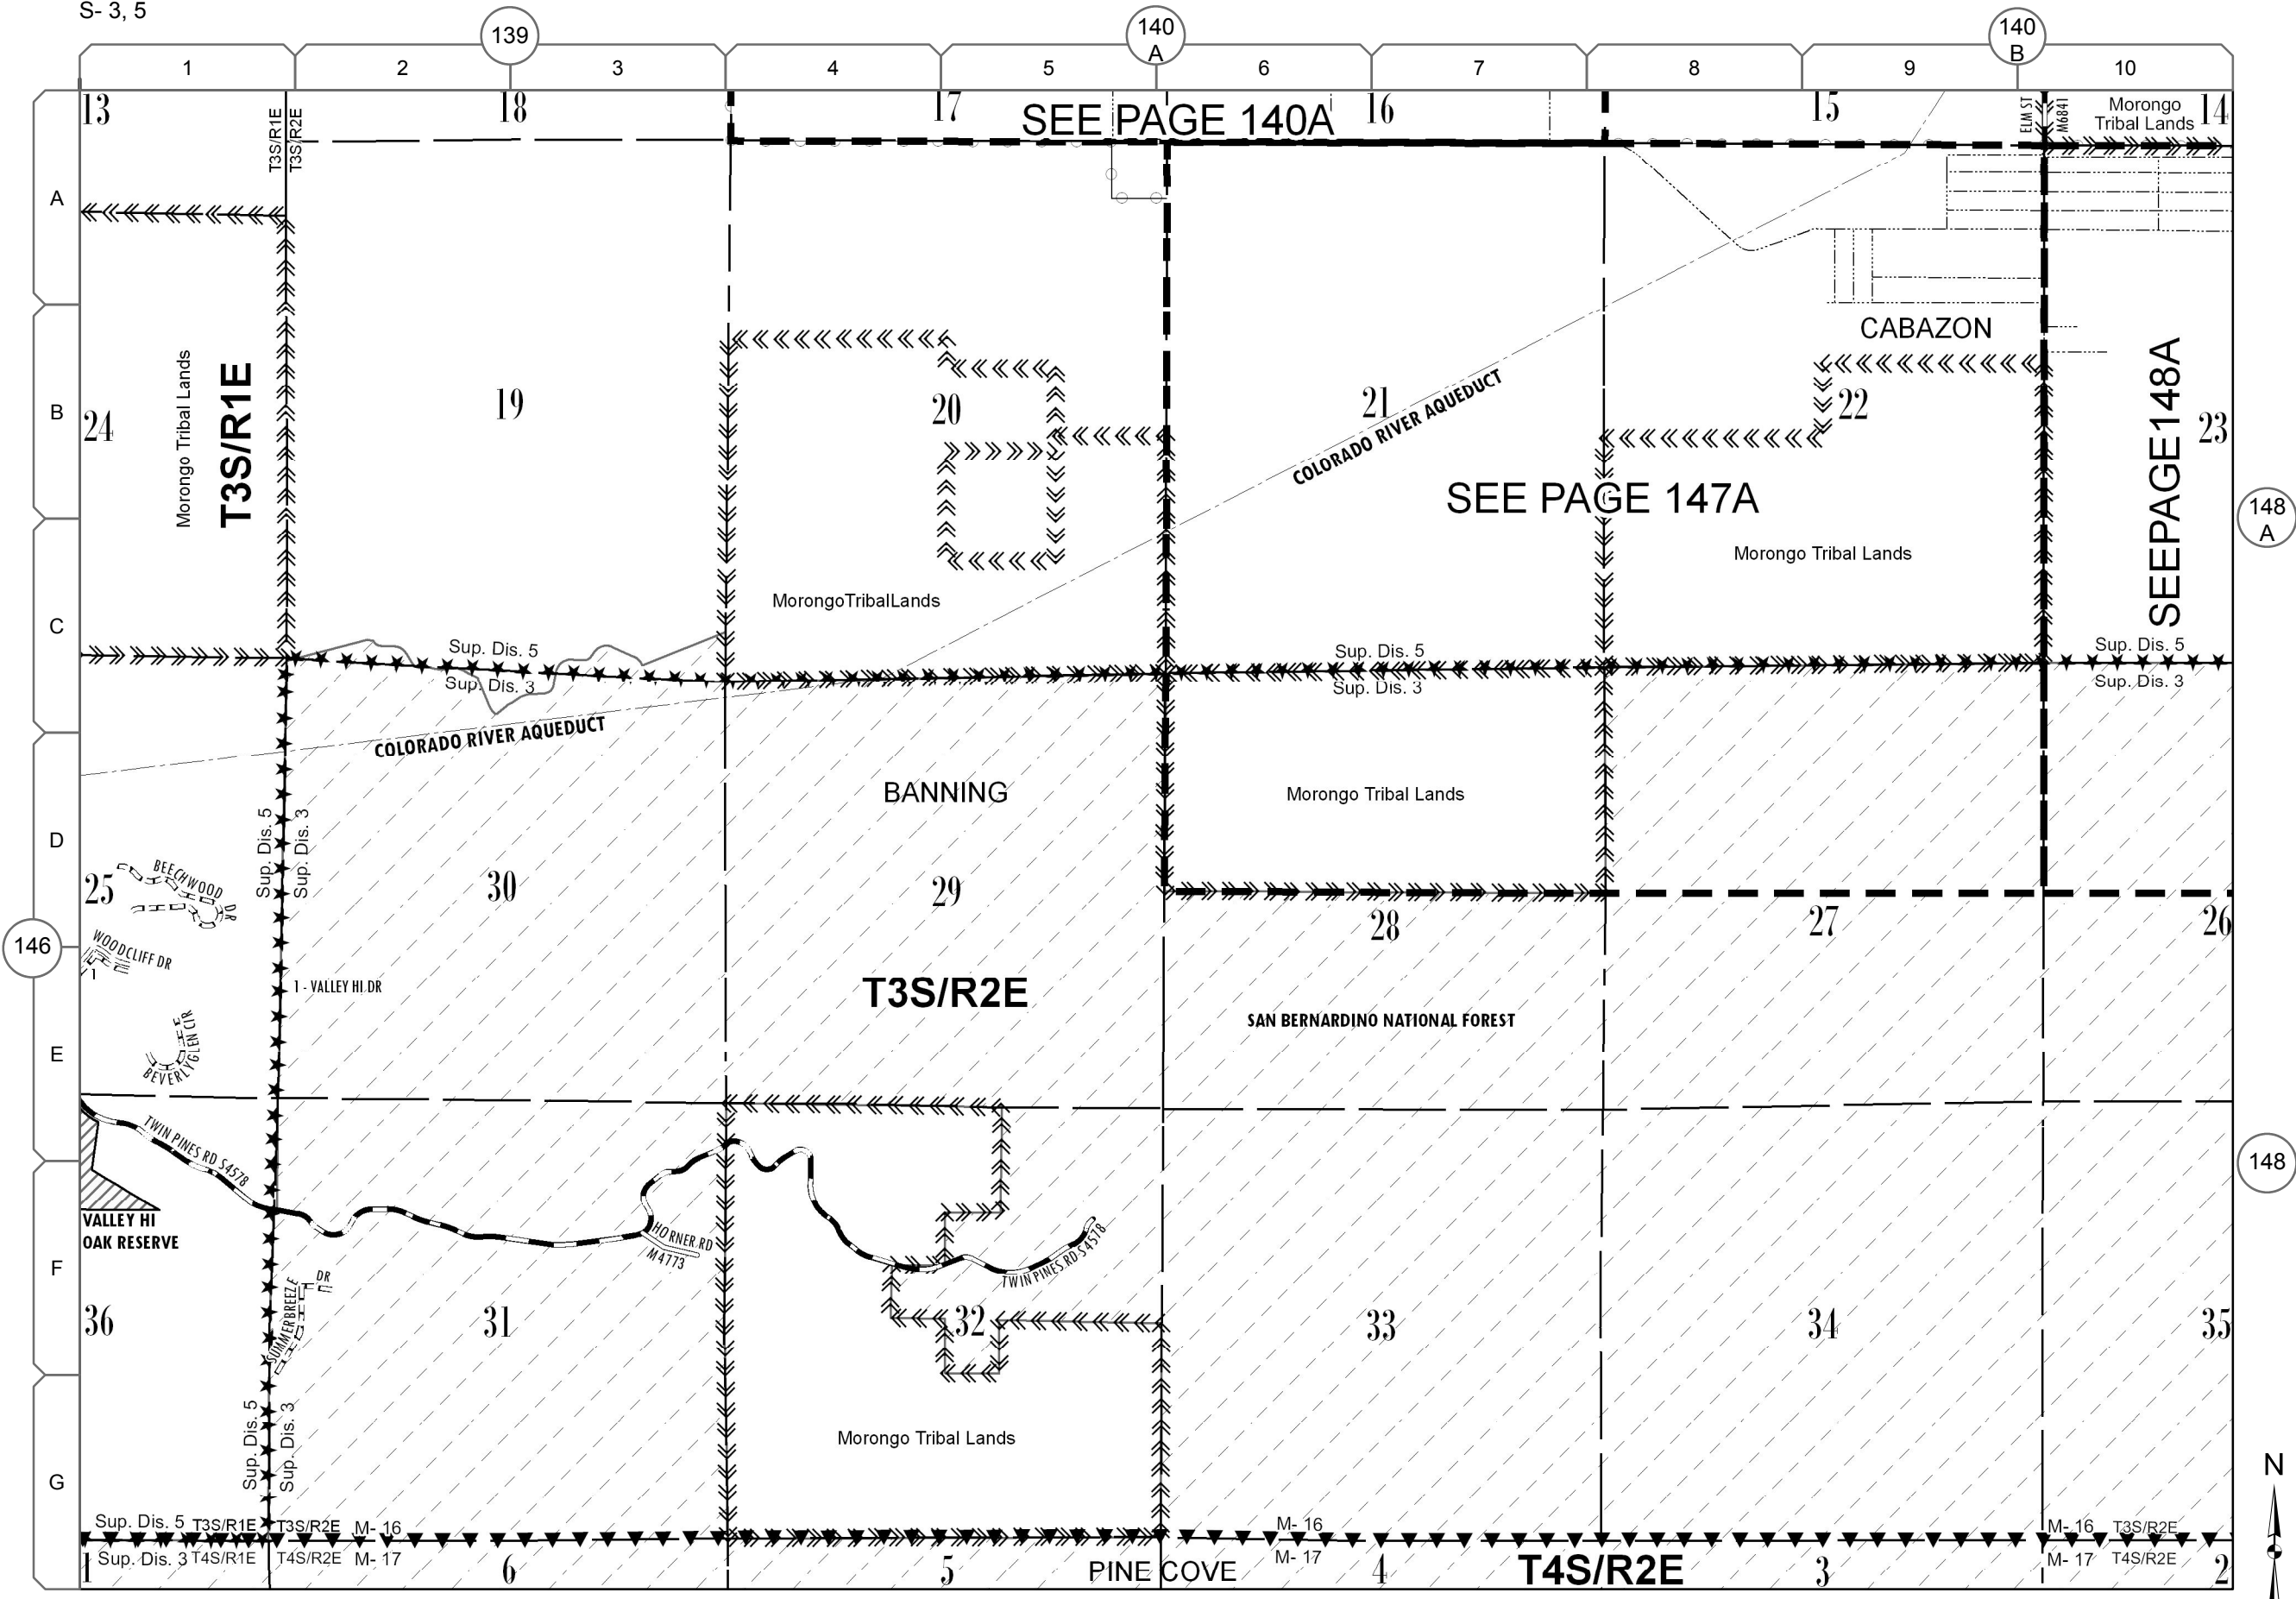 S- 3, 5
139
140
A
140
B
1
2
3
4
5
6
7
8
9
10
13
T3S/R1E
T3S/R2E
18
17
SEE PAGE 140A
16
15
ELM ST
M6841
Morongo
Tribal Lands
14
A
B
C
D
E
F
G
CABAZON
24
Morongo Tribal Lands
T3S/R1E
19
20
21
COLORADO RIVER AQUEDUCT
22
SEEPAGE148A
23
SEE PAGE 147A
148
A
MorongoTribalLands
Morongo Tribal Lands
Sup. Dis. 5
Sup. Dis. 3
Sup. Dis. 5
Sup. Dis. 3
Sup. Dis. 5
Sup. Dis. 3
COLORADO RIVER AQUEDUCT
BANNING
Morongo Tribal Lands
Sup. Dis. 5
Sup. Dis. 3
25
BEECHWOOD DR
30
29
28
27
26
146
WOODCLIFF DR
1
1 - VALLEY HI DR
T3S/R2E
SAN BERNARDINO NATIONAL FOREST
BEVERLY GLEN CIR
TWIN PINES RD S4578
148
VALLEY HI
OAK RESERVE
HORNER RD
M4773
TWIN PINES RD S4578
SUMMERBREEZE DR
36
31
32
33
34
35
Sup. Dis. 5
Sup. Dis. 3
Morongo Tribal Lands
N
Sup. Dis. 5 T3S/R1E
T3S/R2E M- 16
M- 16
M- 16 T3S/R2E
1 Sup. Dis. 3 T4S/R1E
T4S/R2E M- 17
M- 17
M- 17 T4S/R2E
6
5
PINE COVE
4
T4S/R2E
3
2